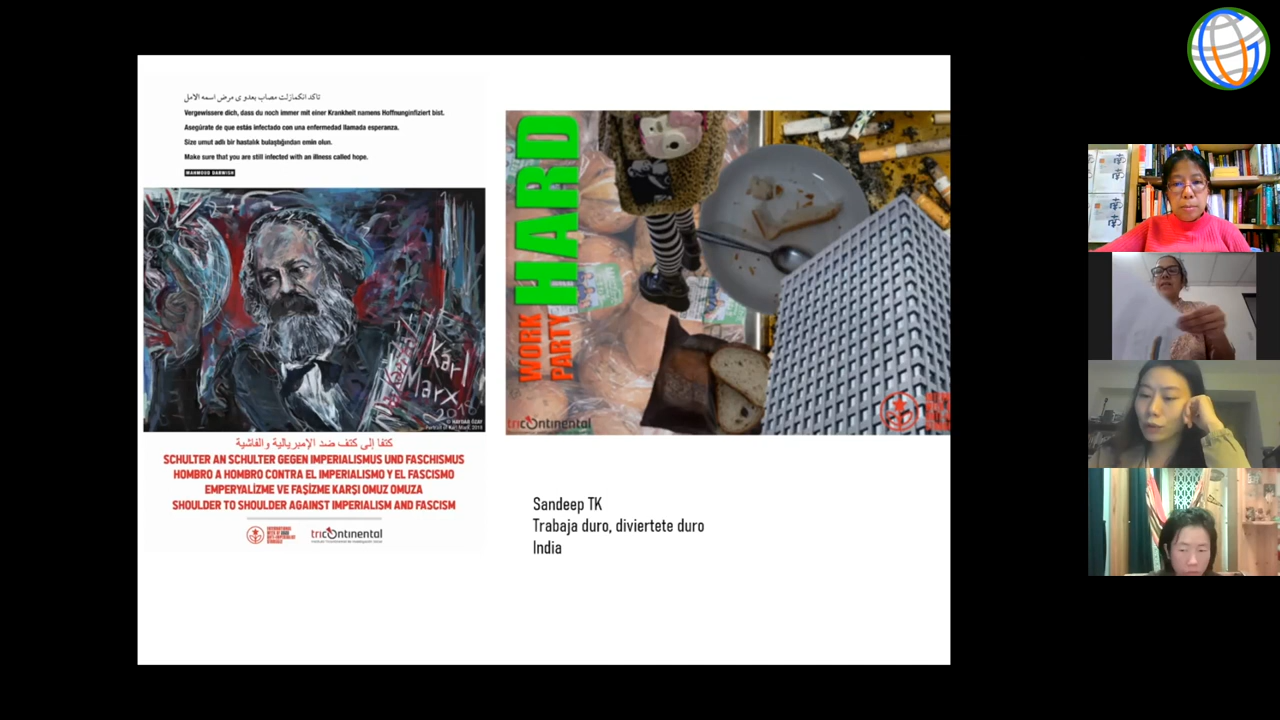 تاكد انكمازلت مصاب بعدوى مرض اسمه الامل
Vergewissere dich, dass du noch immer mit einer Krankheit namens Hoffnunginfiziert bist.
Asegúrate de que estás infectado con una enfermedad llamada esperanza.
Size umut adlı bir hastalık bulaştığından emin olun.
Make sure that you are still infected with an illness called hope.
MAHMOUD DARWISH
Karl
Marx
2018
كتفا إلى كتف ضد الإمبريالية والفاشية
SCHULTER AN SCHULTER GEGEN IMPERIALISMUS UND FASCHISMUS
HOMBRO A HOMBRO CONTRA EL IMPERIALISMO Y EL FASCISMO
EMPERYALİZME VE FAŞİZME KARŞI OMUZ OMUZA
SHOULDER TO SHOULDER AGAINST IMPERIALISM AND FASCISM
tricontinental
WORK HARD
PARTY
tricontinental
Sandeep TK
Trabaja duro, diviertete duro
India